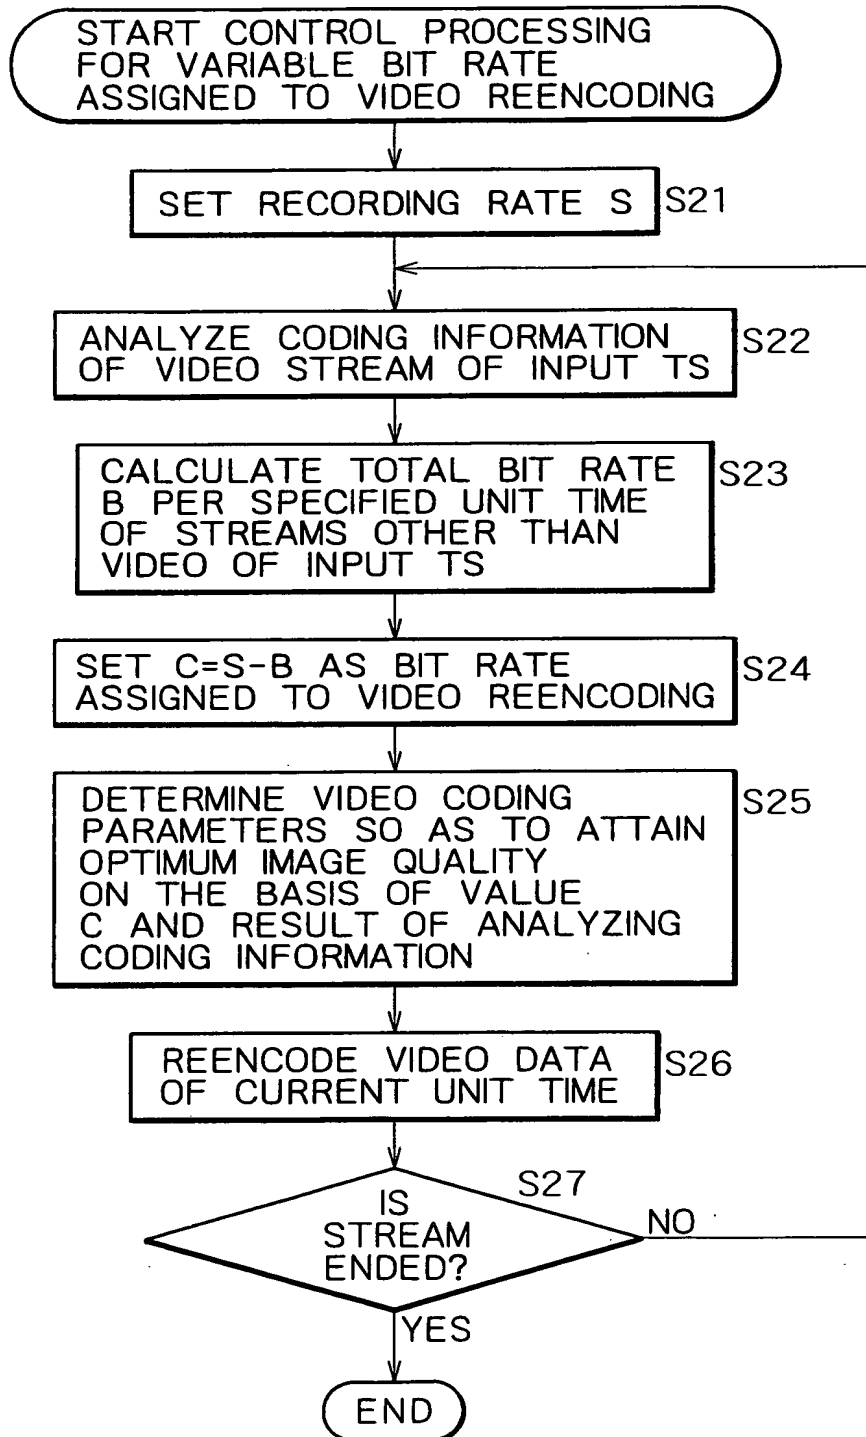 START CONTROL PROCESSING
FOR VARIABLE BIT RATE
ASSIGNED TO VIDEO REENCODING
SET RECORDING RATE S
S21
ANALYZE CODING INFORMATION
OF VIDEO STREAM OF INPUT TS
S22
CALCULATE TOTAL BIT RATE
B PER SPECIFIED UNIT TIME
OF STREAMS OTHER THAN
VIDEO OF INPUT TS
S23
SET C=S-B AS BIT RATE
ASSIGNED TO VIDEO REENCODING
S24
DETERMINE VIDEO CODING
PARAMETERS SO AS TO ATTAIN
OPTIMUM IMAGE QUALITY
ON THE BASIS OF VALUE
C AND RESULT OF ANALYZING
CODING INFORMATION
S25
REENCODE VIDEO DATA
OF CURRENT UNIT TIME
S26
S27
IS
STREAM
ENDED?
NO
YES
END